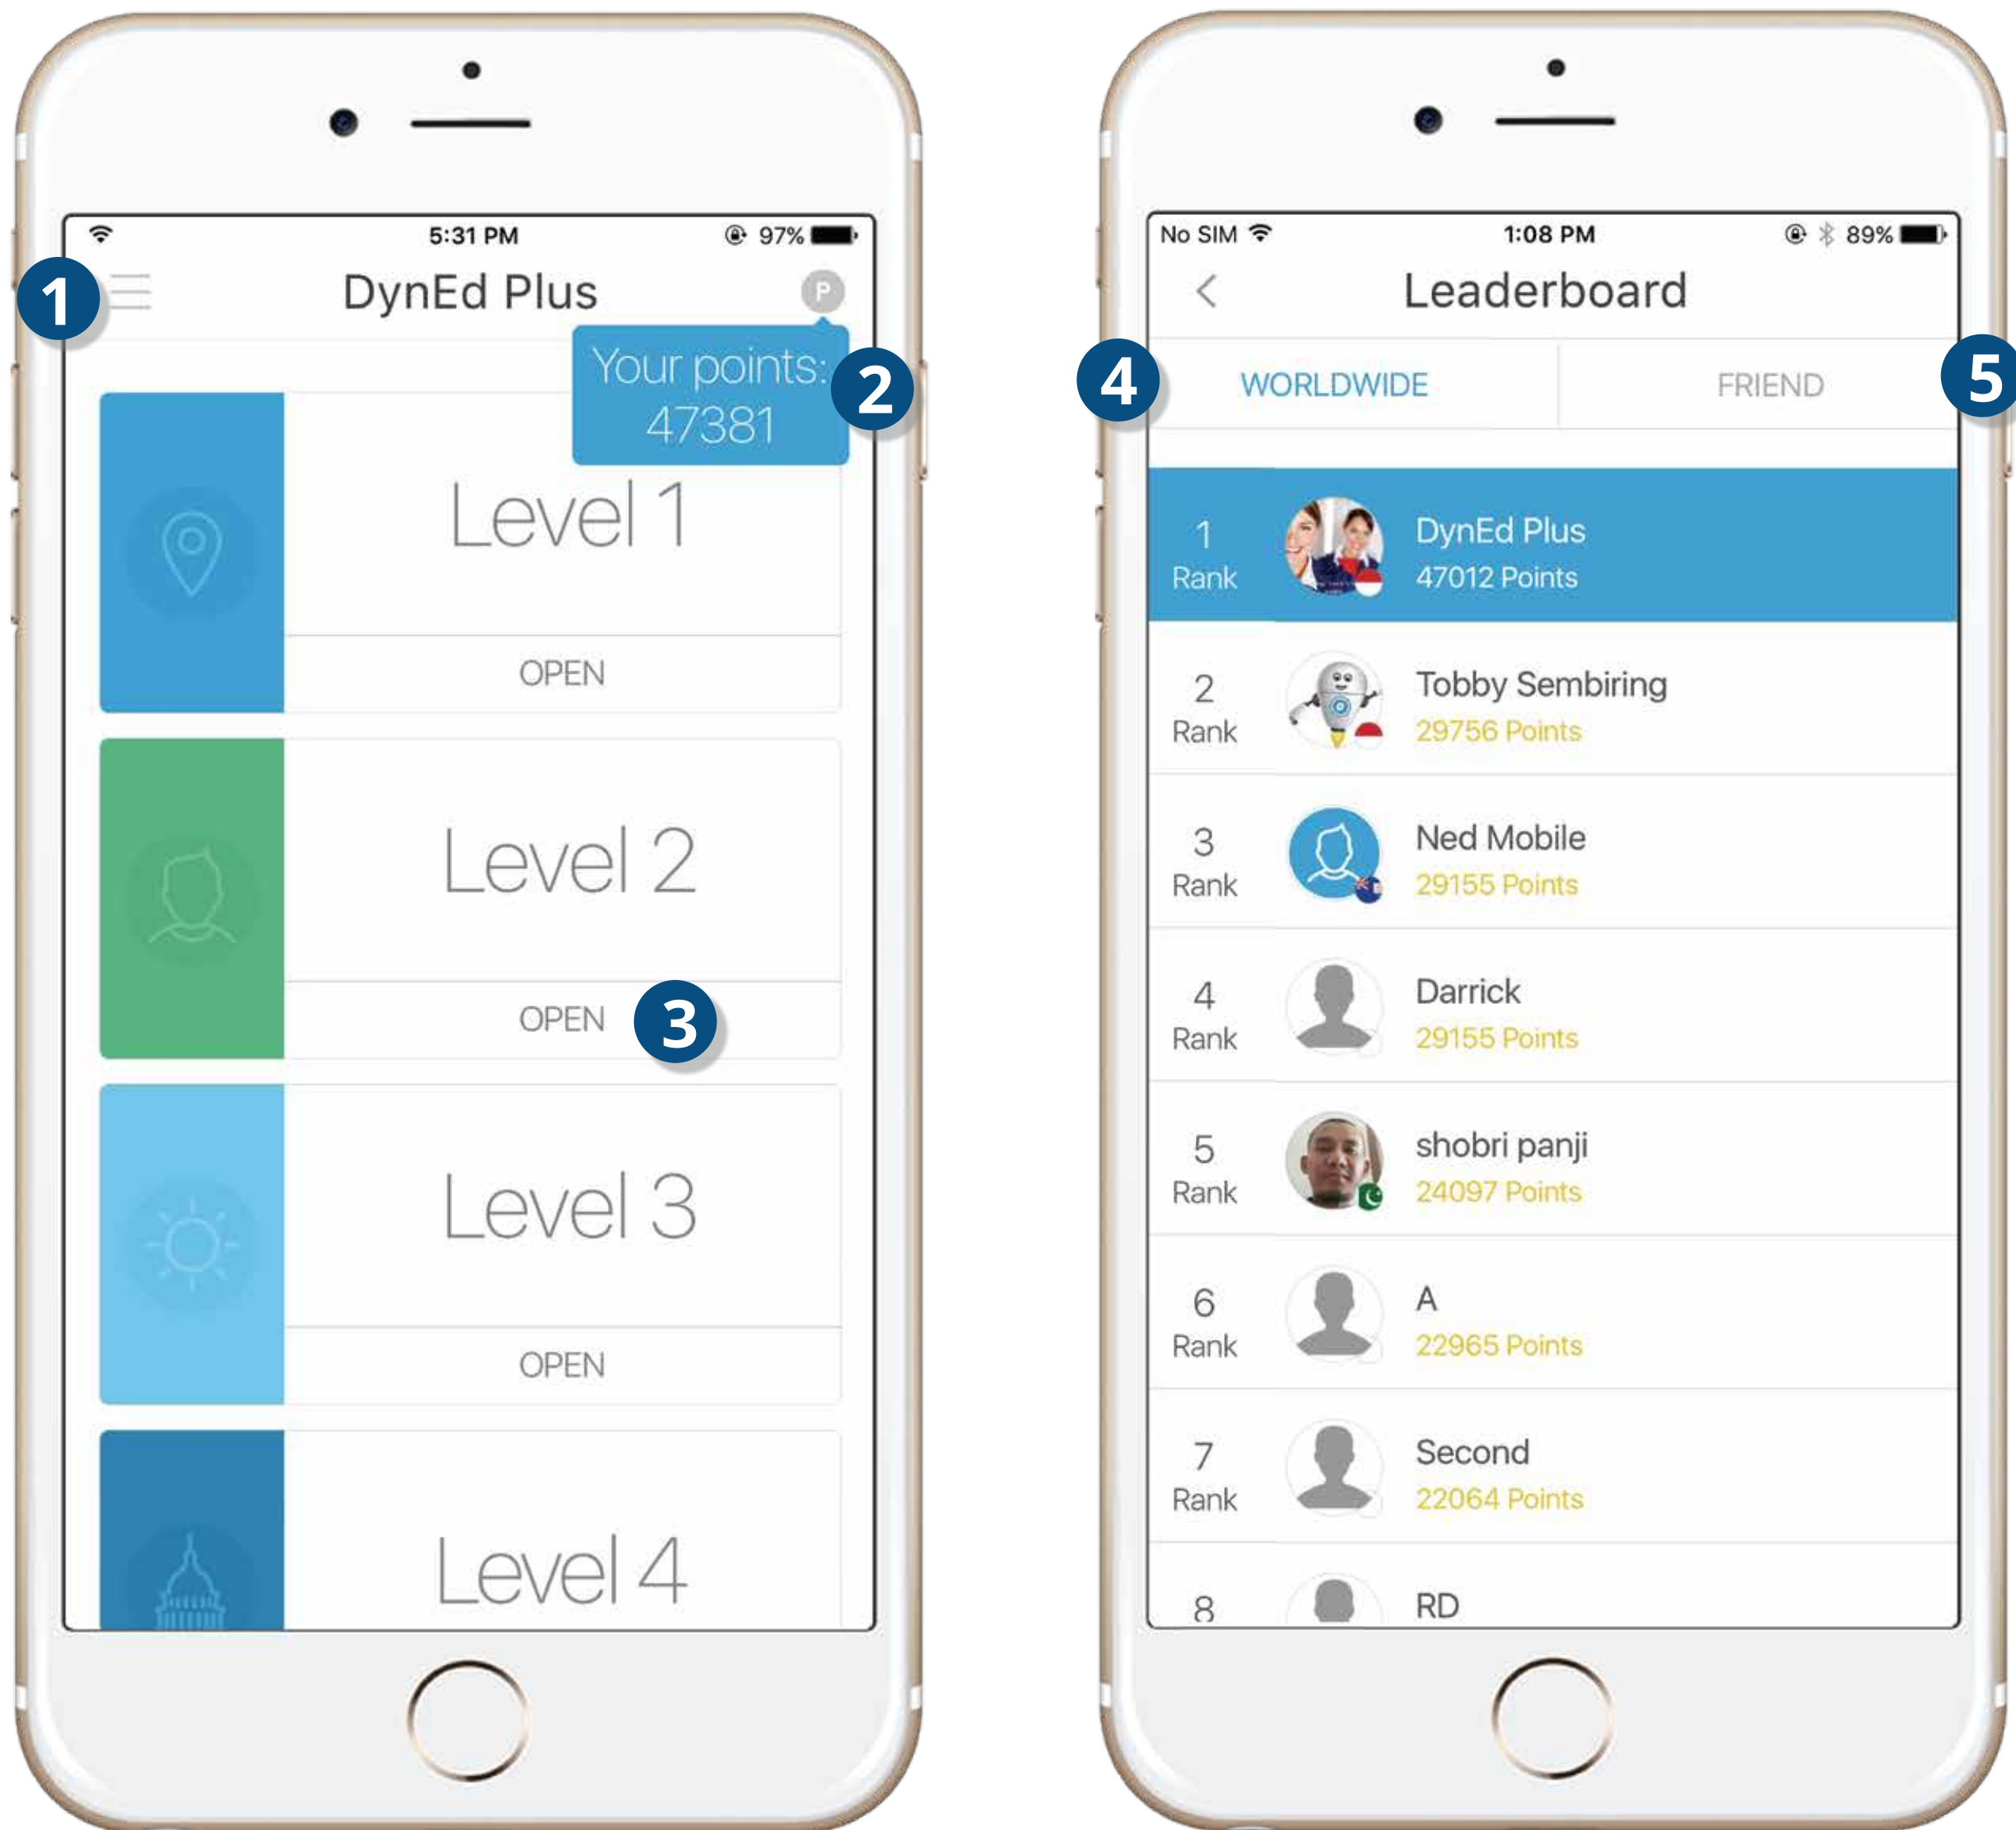 5:31 PM
97%
1
DynEd Plus
P
Your points:
47381
2
Level 1
OPEN
Level 2
OPEN
3
Level 3
OPEN
Level 4
No SIM
1:08 PM
89%
Leaderboard
4
WORLDWIDE
FRIEND
5
1
Rank
DynEd Plus
47012 Points
2
Rank
Tobby Sembiring
29756 Points
3
Rank
Ned Mobile
29155 Points
4
Rank
Darrick
29155 Points
5
Rank
shobri panji
24097 Points
6
Rank
A
22965 Points
7
Rank
Second
22064 Points
8
RD